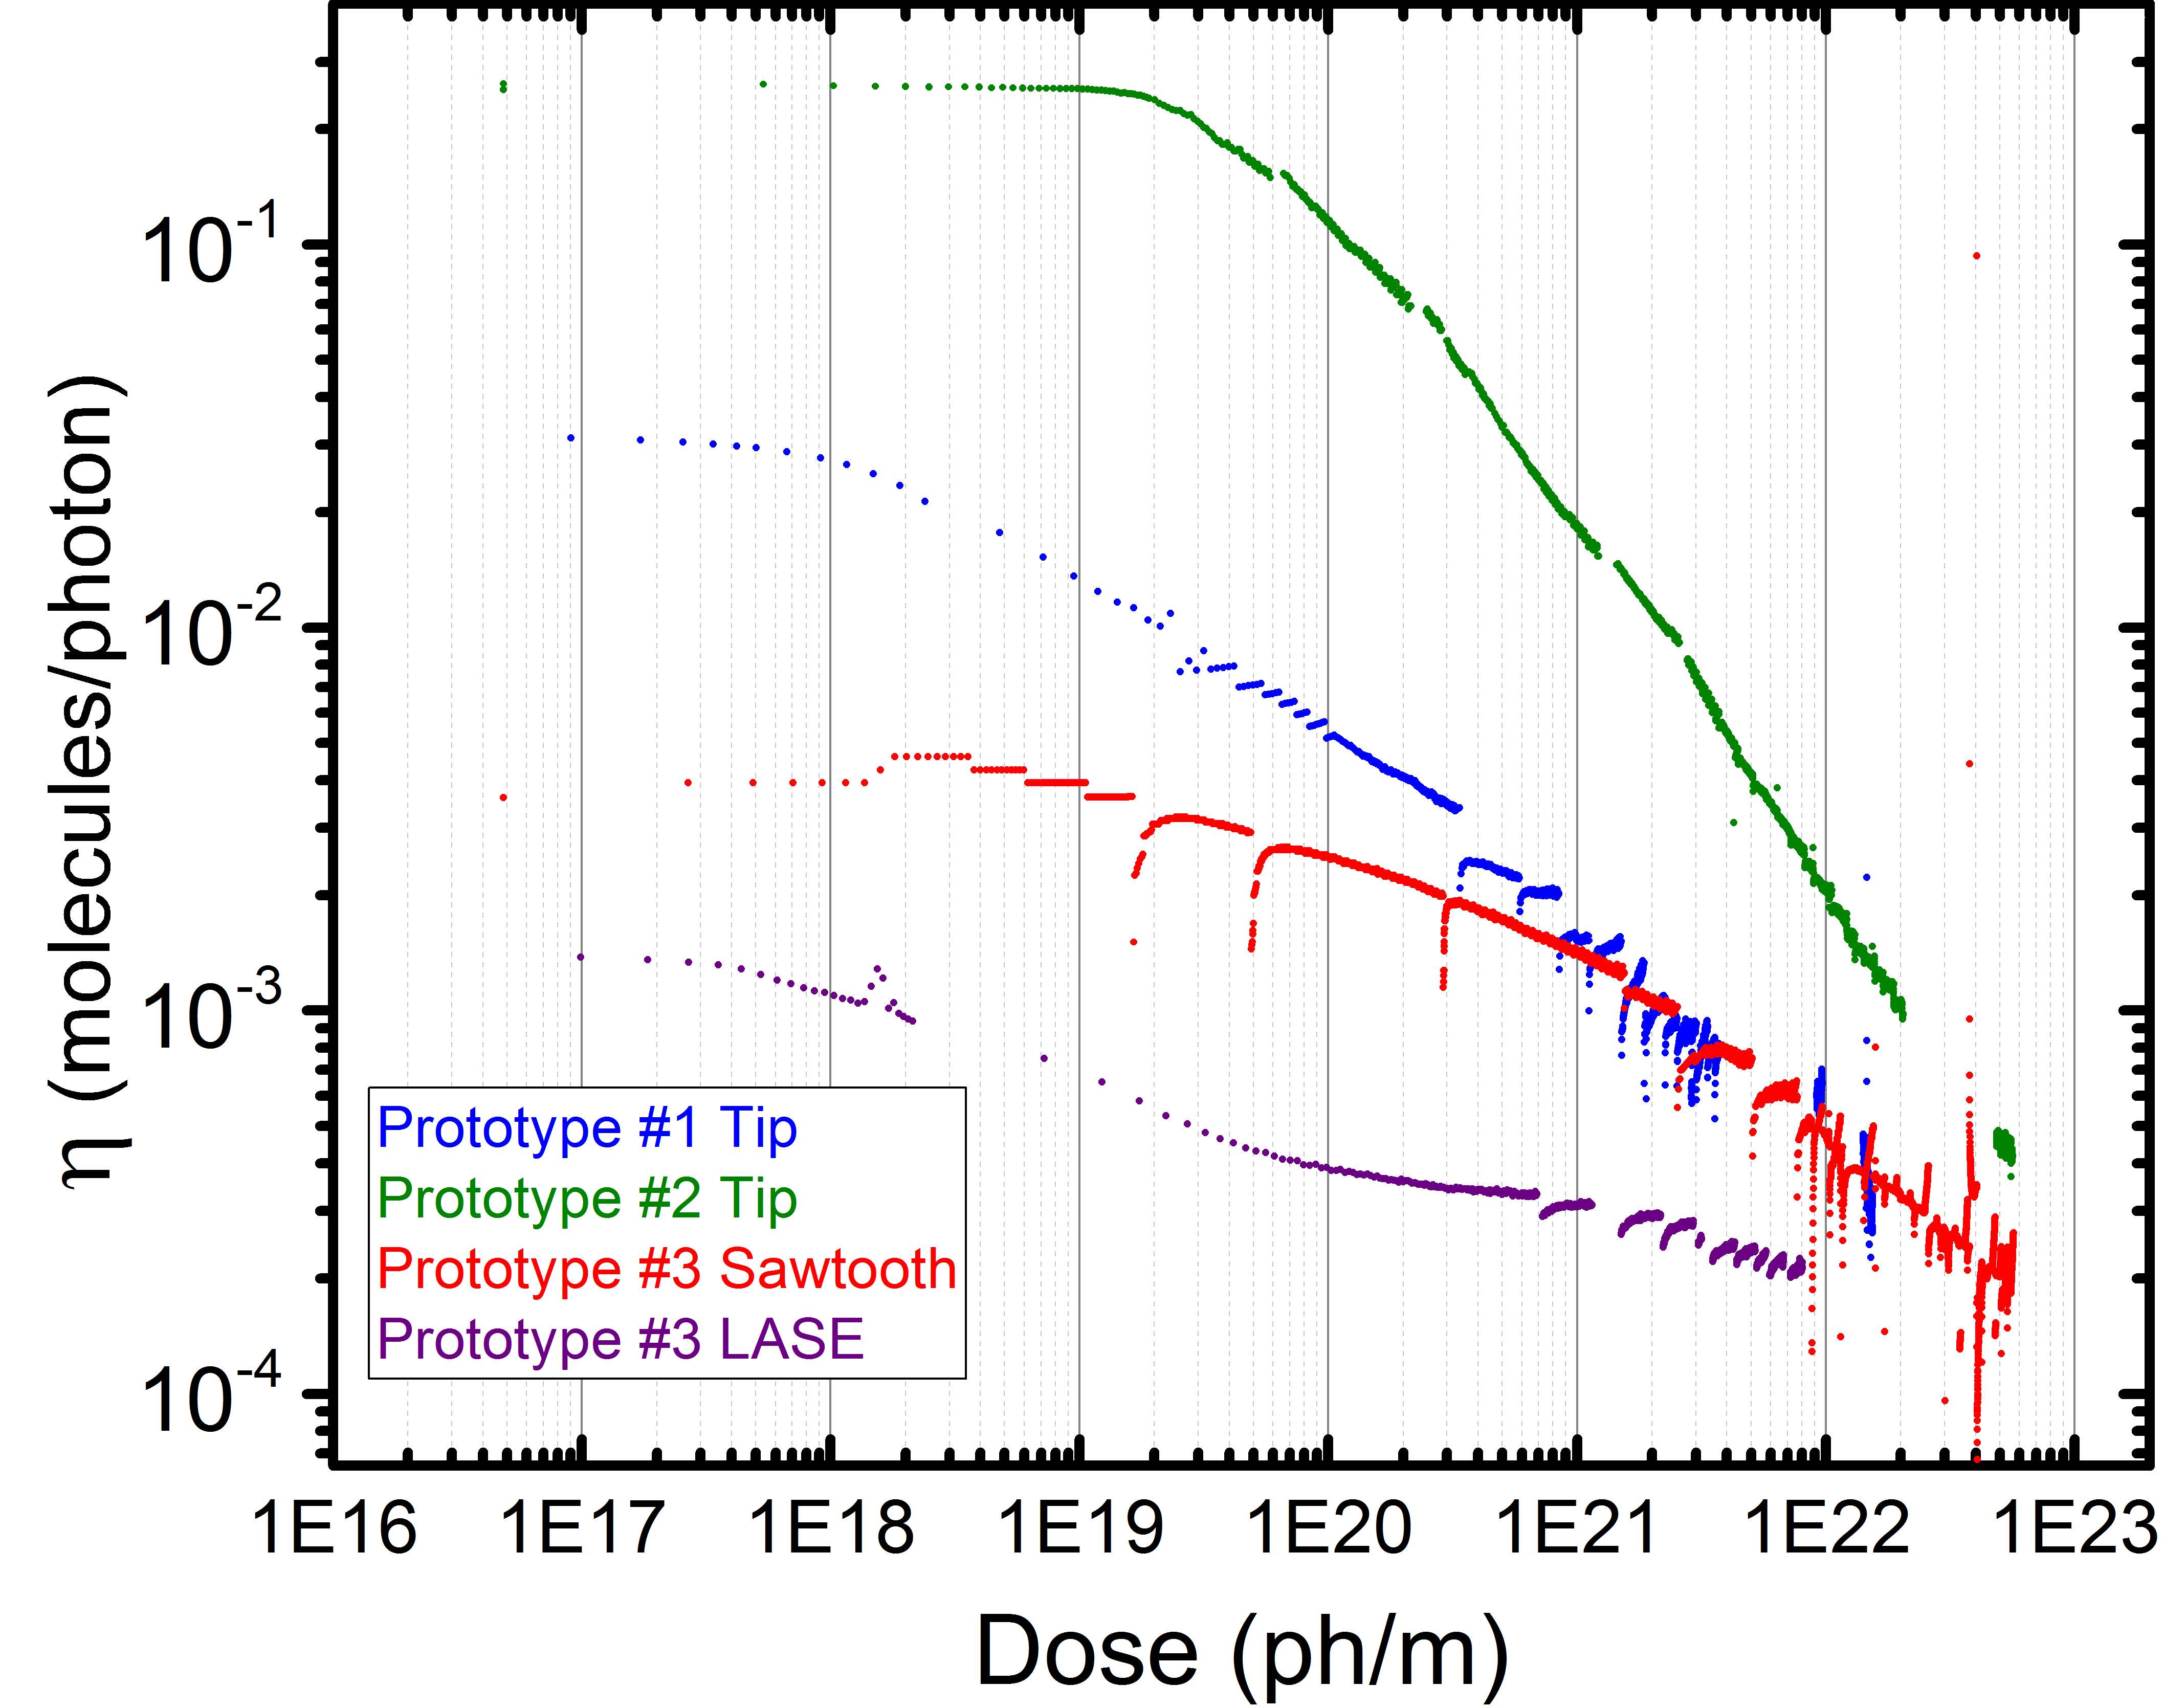 η (molecules/photon)
10-1
10-2
10-3
10-4
Prototype #1 Tip
Prototype #2 Tip
Prototype #3 Sawtooth
Prototype #3 LASE
1E16 1E17 1E18 1E19 1E20 1E21 1E22 1E23
Dose (ph/m)